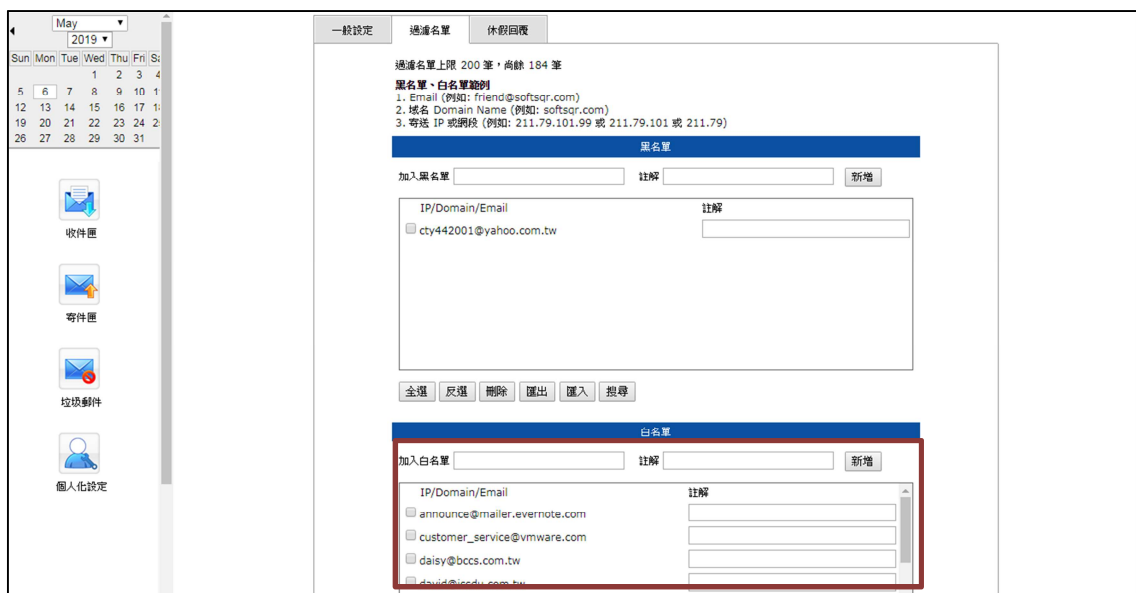 May
2019
Sun Mon Tue Wed Thu Fri
1 2 3 4
5 6 7 8 9 10
12 13 14 15 16 17
19 20 21 22 23 24
26 27 28 29 30 31
收件匣
寄件匣
垃圾郵件
個人化設定
一般設定 過濾名單 休假回覆
過濾名單上限 200 筆，尚餘 184 筆
黑名單、白名單範例
1. Email (例如: friend@softsqr.com)
2. 域名 Domain Name (例如: softsqr.com)
3. 寄送 IP 或網段 (例如: 211.79.101.99 或 211.79.101 或 211.79)
黑名單
加入黑名單 註解 新增
IP/Domain/Email 註解
cty442001@yahoo.com.tw
全選 反選 刪除 匯出 匯入 搜尋
白名單
加入白名單 註解 新增
IP/Domain/Email 註解
announce@mailer.evernote.com
customer_service@vmware.com
daisy@bccs.com.tw